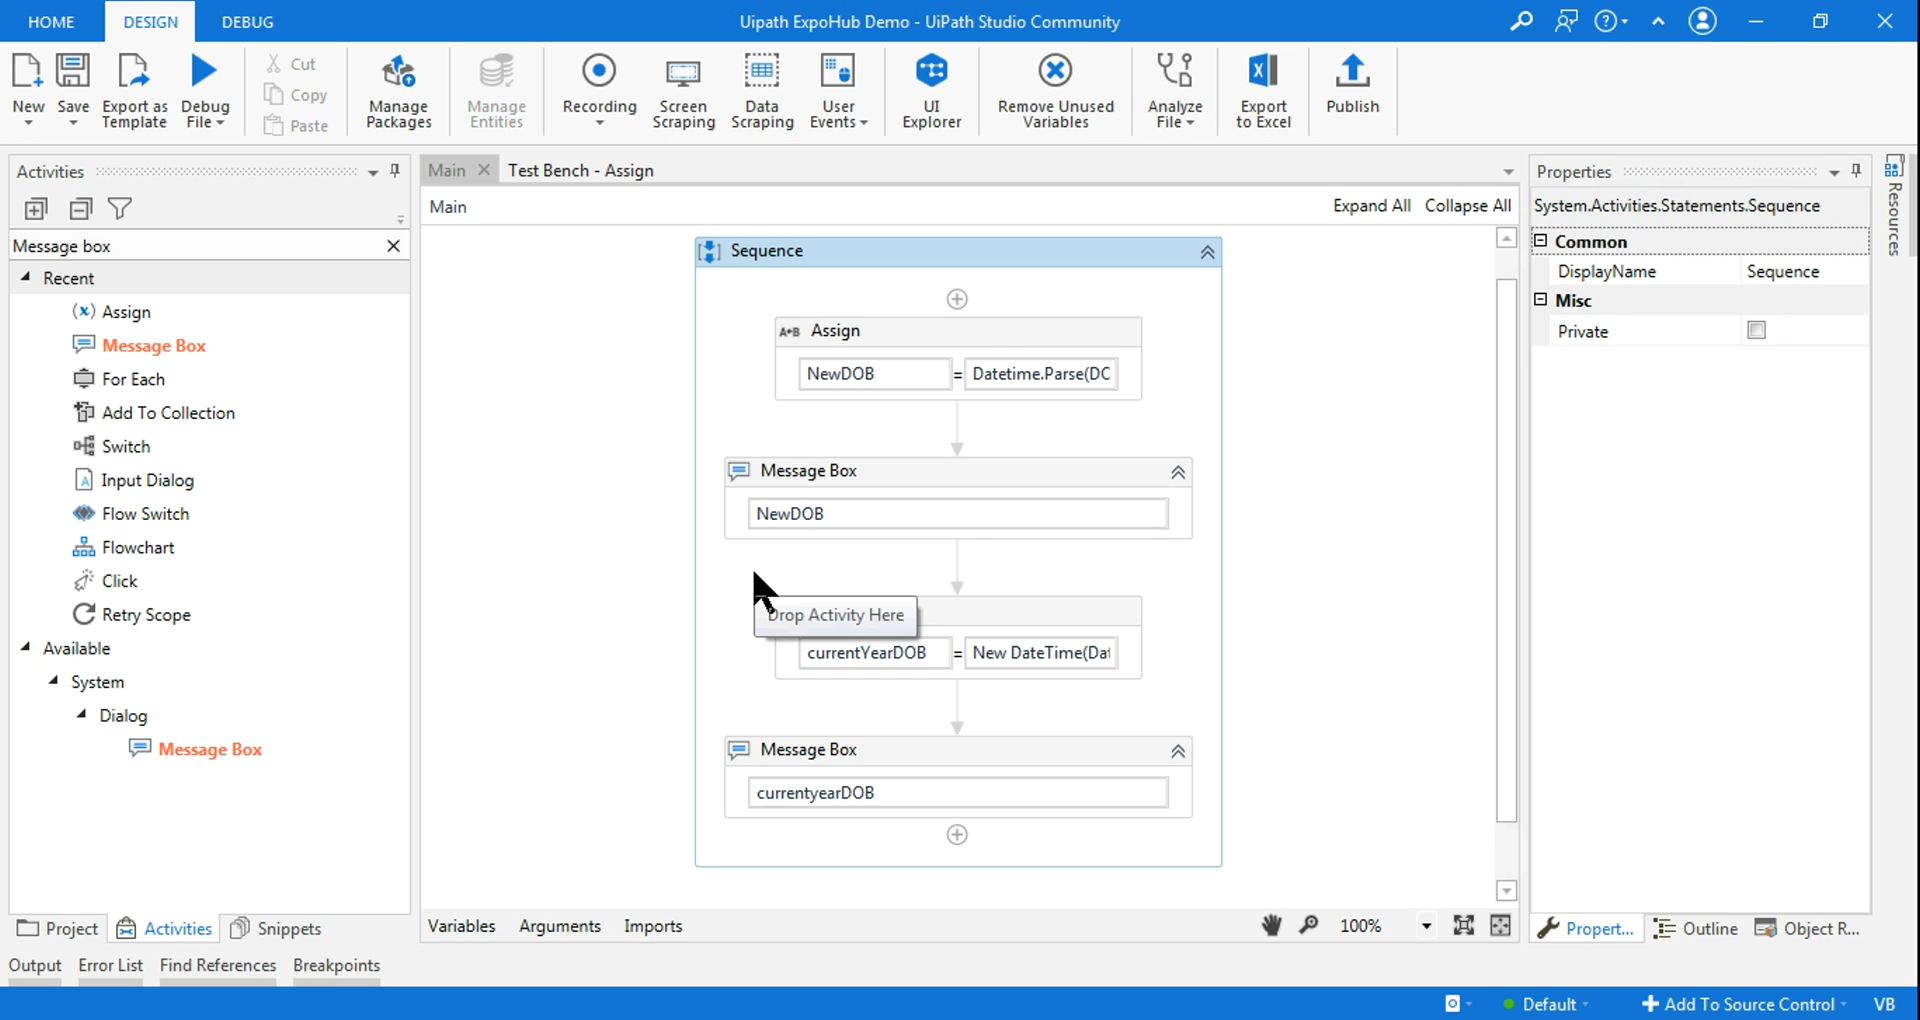 HOME DESIGN DEBUG Uipath ExpoHub Demo - UiPath Studio Community
New Save Export as Template Debug File Cut Copy Paste Manage Packages Manage Entities Recording Screen Scraping Data Scraping User Events UI Explorer Remove Unused Variables Analyze File Export to Excel Publish
Activities
Message box
Recent
Assign
Message Box
For Each
Add To Collection
Switch
Input Dialog
Flow Switch
Flowchart
Click
Retry Scope
Available
System
Dialog
Message Box
Project Activities Snippets
Main Test Bench - Assign
Main Expand All Collapse All
Sequence
A+B Assign
NewDOB = Datetime.Parse(DO
Message Box
NewDOB
Drop Activity Here
currentYearDOB = New DateTime(Dat
Message Box
currentyearDOB
Variables Arguments Imports 100%
Properties
System.Activities.Statements.Sequence
Common
DisplayName Sequence
Misc
Private
Propert... Outline Object R...
Resources
Output Error List Find References Breakpoints
Default Add To Source Control VB